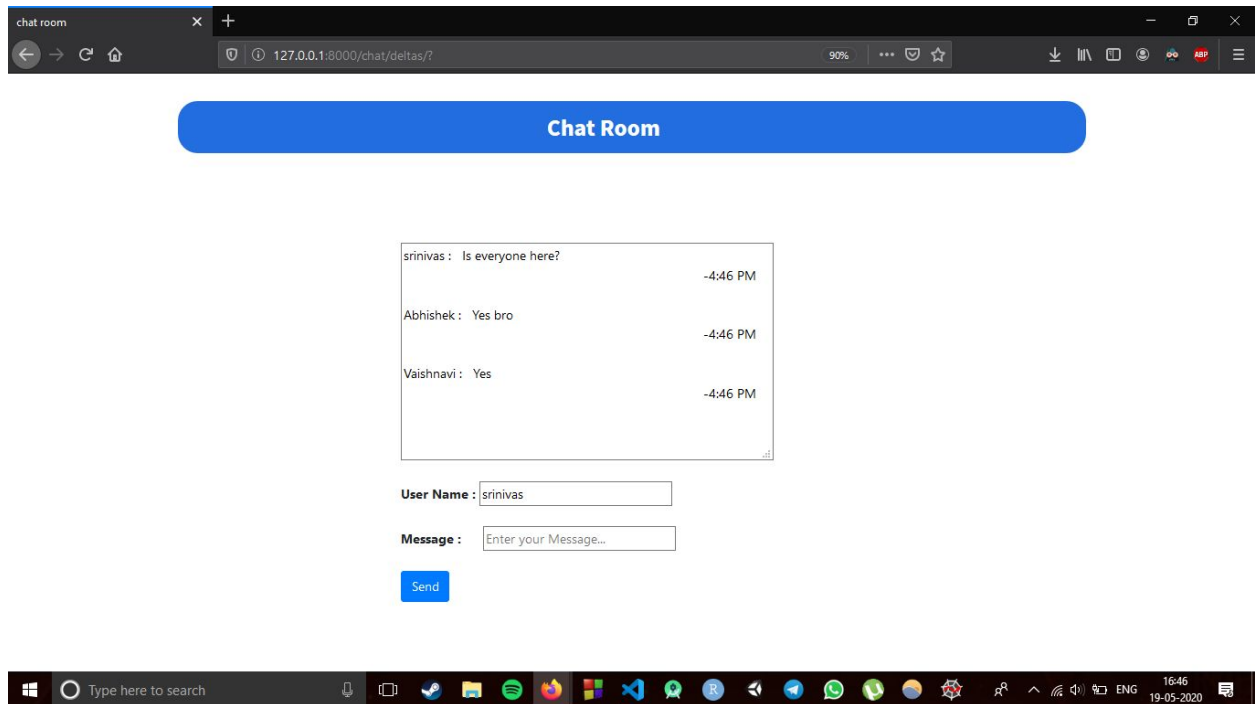 chat room
127.0.0.1:8000/chat/deltas/?
90%
ABP
Chat Room
srinivas : Is everyone here?
-4:46 PM
Abhishek : Yes bro
-4:46 PM
Vaishnavi : Yes
-4:46 PM
User Name : srinivas
Message : Enter your Message...
Send
Type here to search
R
ENG
16:46
19-05-2020